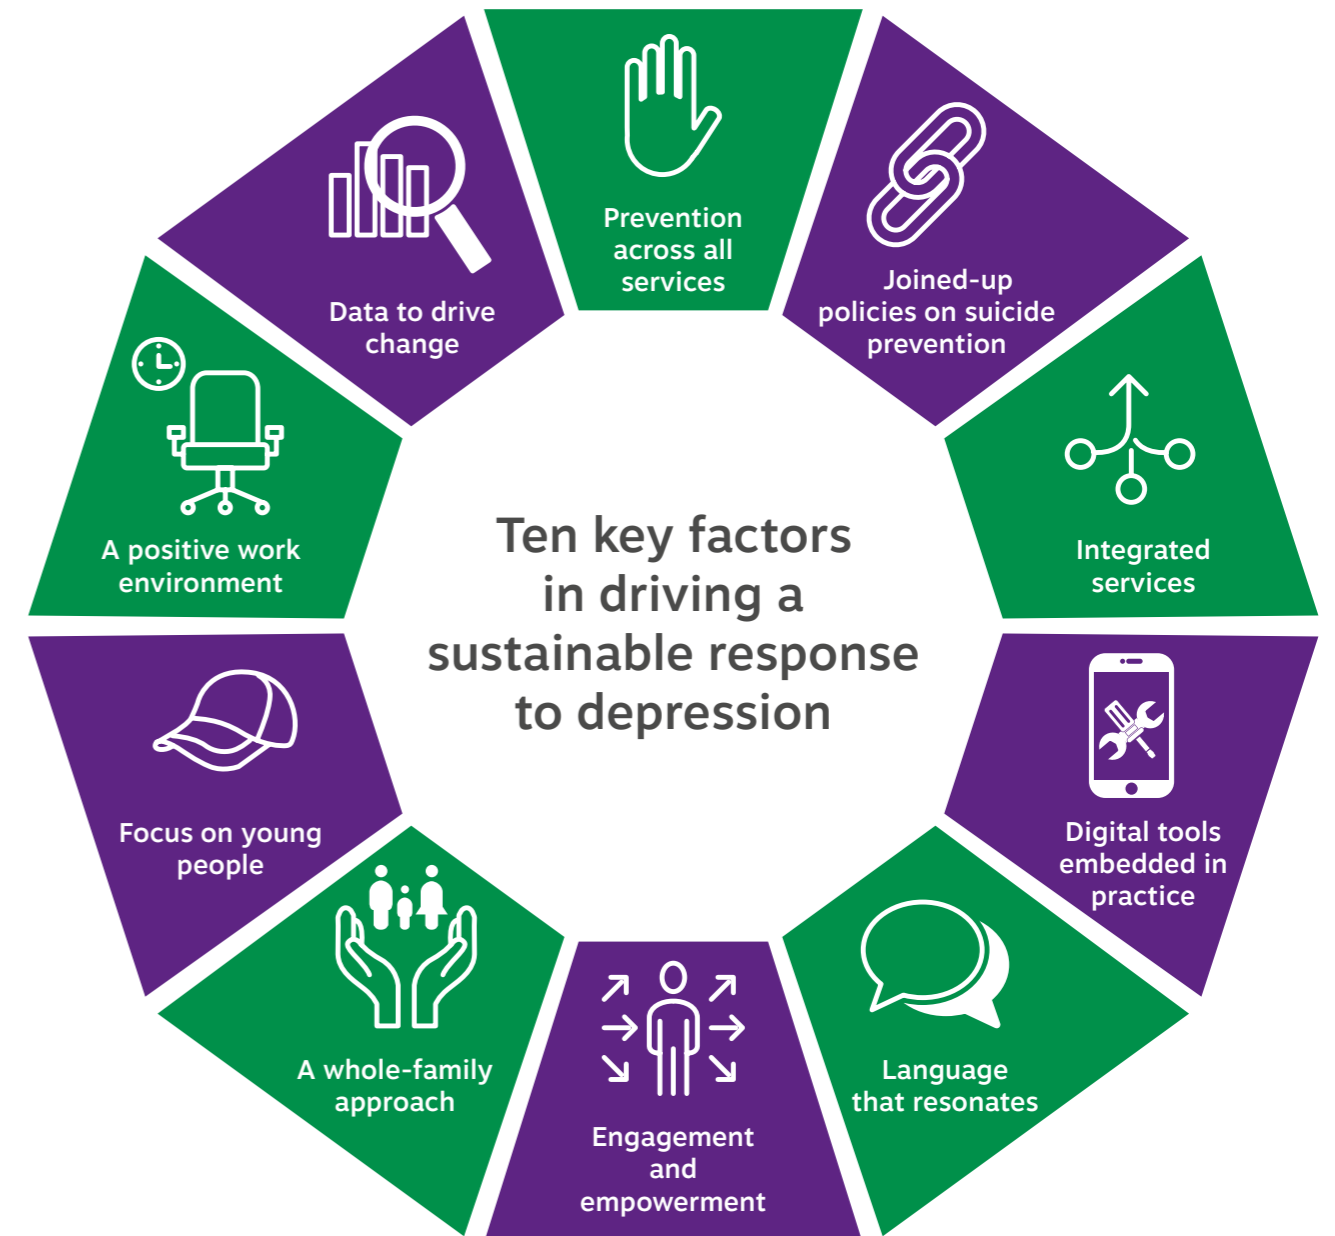 Ten key factors
in driving a
sustainable response
to depression
Prevention
across all
services
Joined-up
policies on suicide
prevention
Integrated
services
Digital tools
embedded in
practice
Language
that resonates
Engagement
and
empowerment
A whole-family
approach
Focus on young
people
A positive work
environment
Data to drive
change